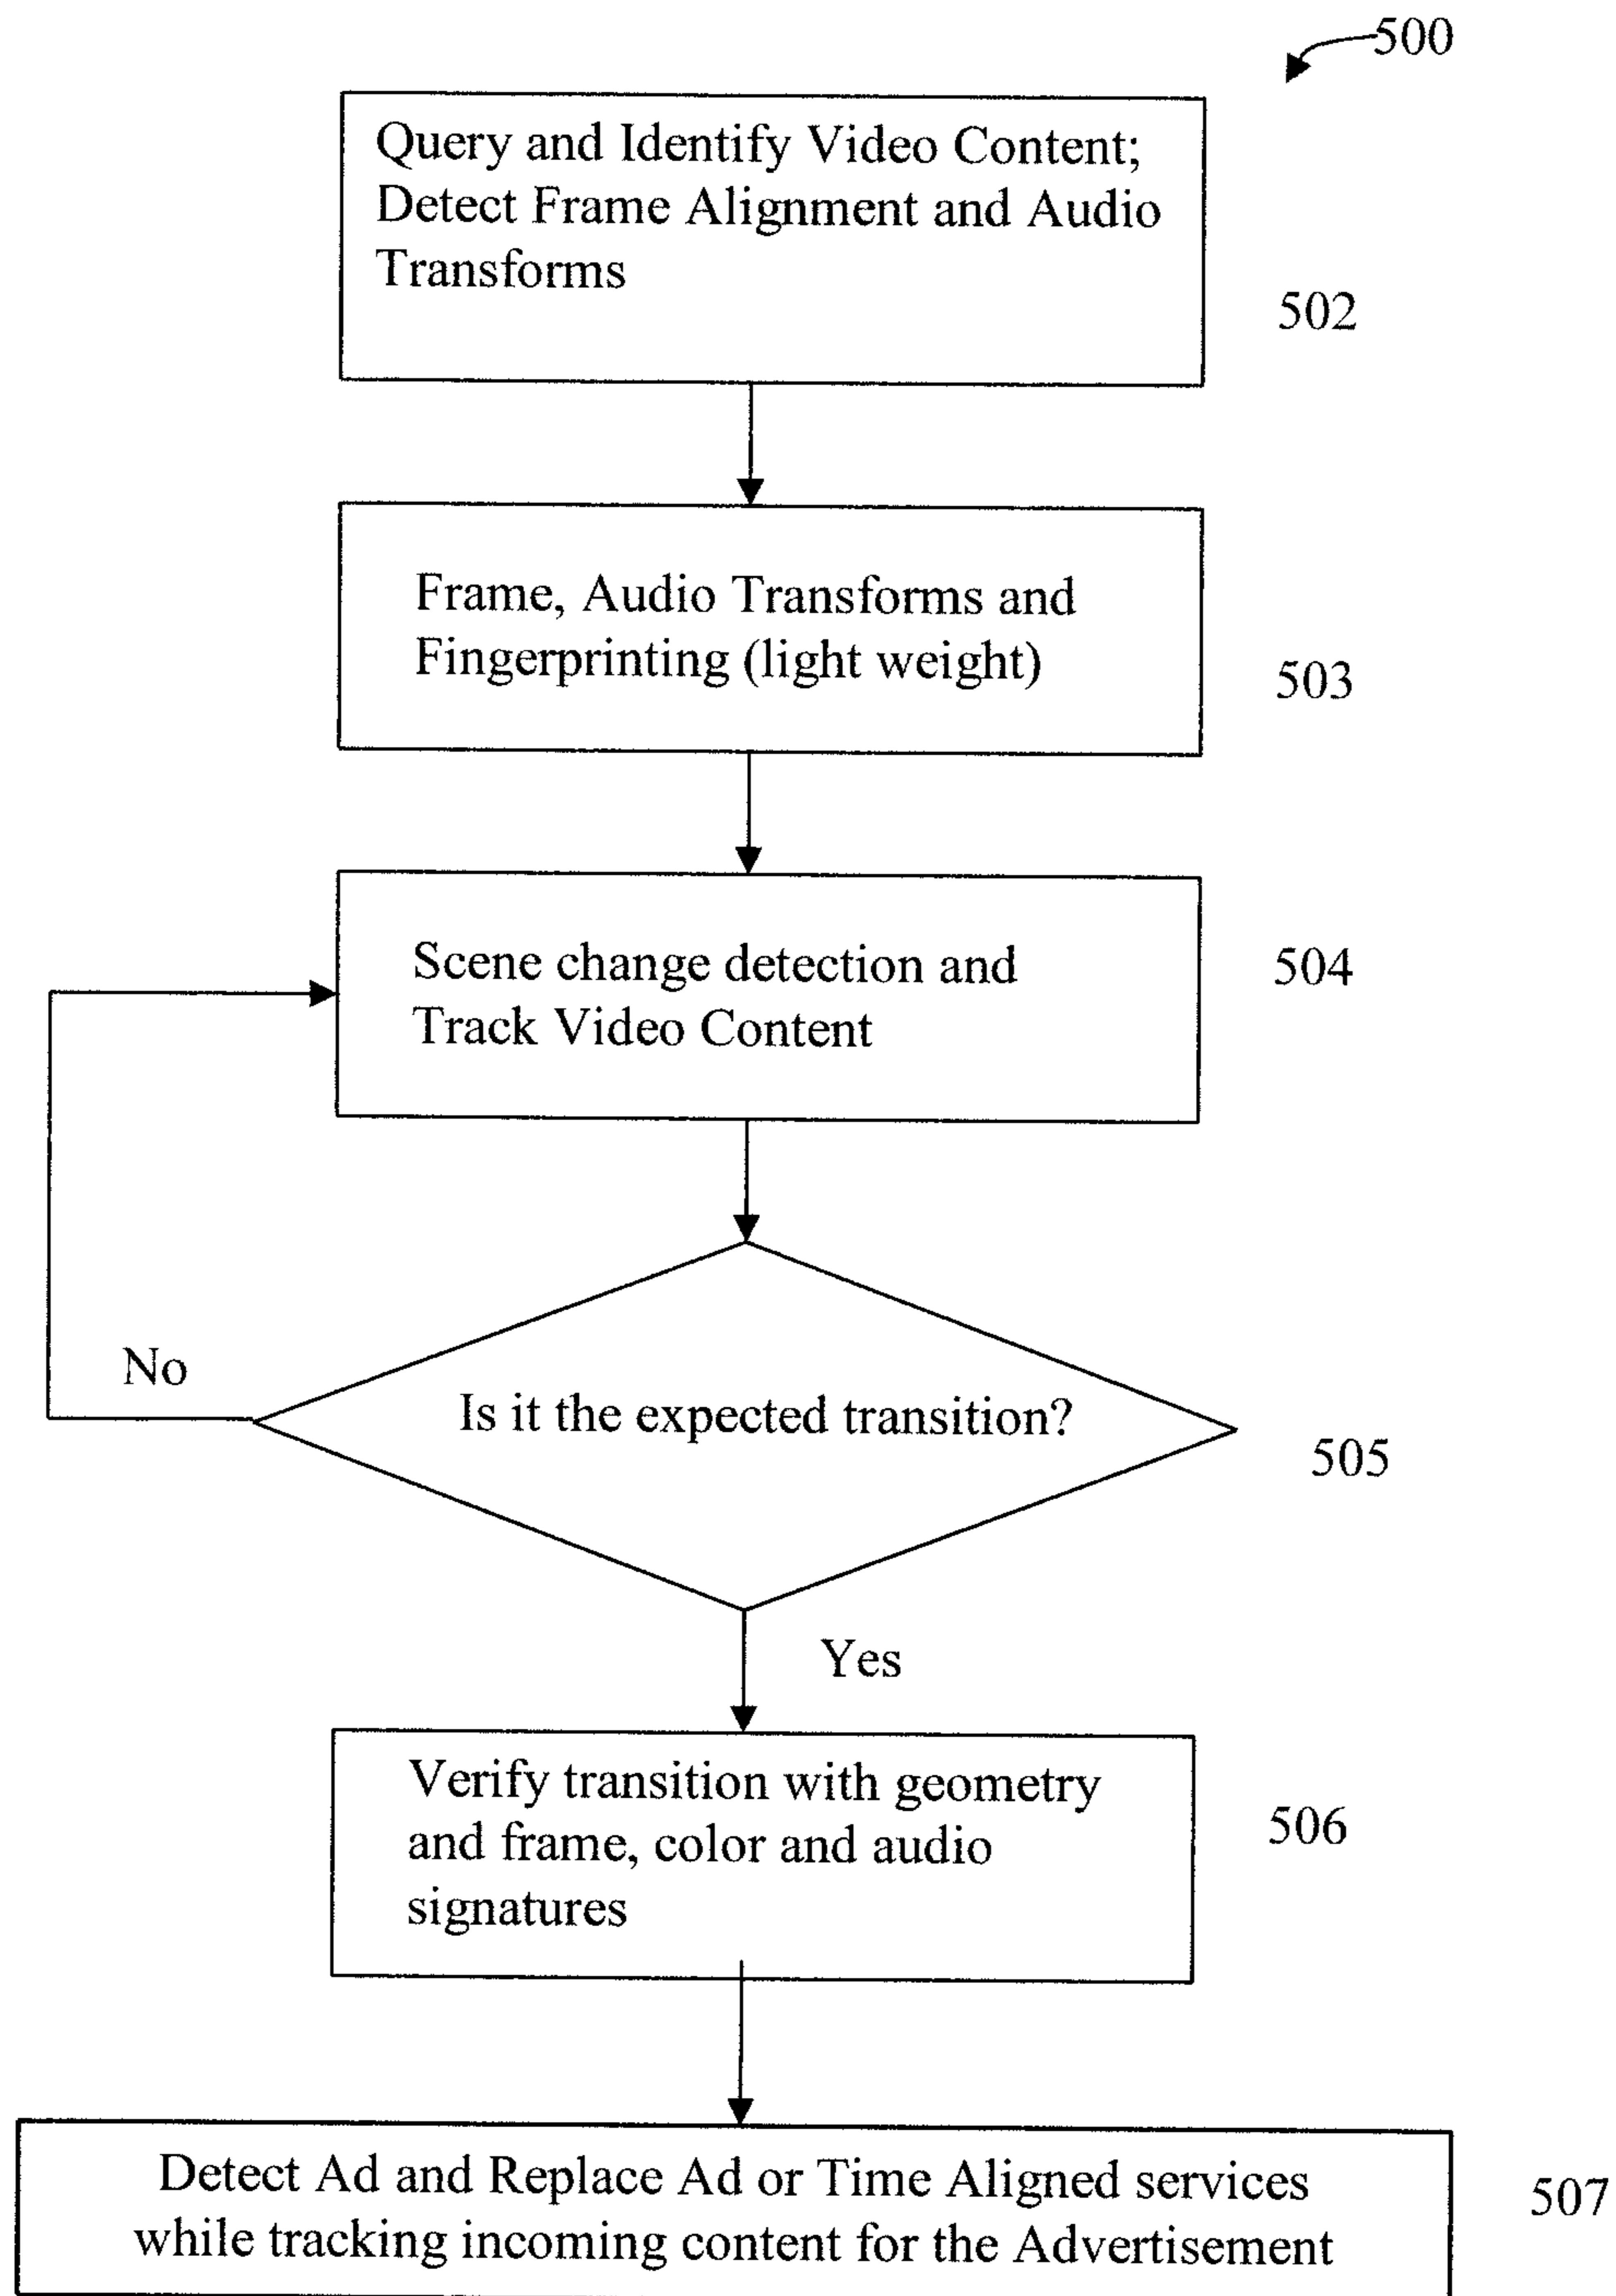 500
Query and Identify Video Content;
Detect Frame Alignment and Audio
Transforms
502
Frame, Audio Transforms and
Fingerprinting (light weight)
503
Scene change detection and
Track Video Content
504
No
Is it the expected transition?
505
Yes
Verify transition with geometry
and frame, color and audio
signatures
506
Detect Ad and Replace Ad or Time Aligned services
while tracking incoming content for the Advertisement
507